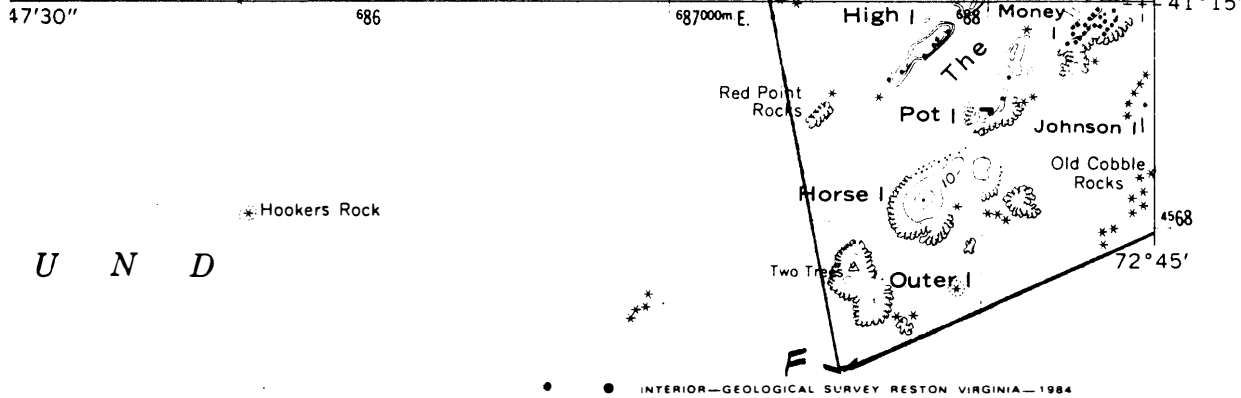 47'30" 686 687000m E. High I 688 Money I 41°15'
The
Red Point
Rocks
Pot I
Johnson I
Old Cobble
Rocks
10
Horse I
Hookers Rock
4568
U N D
72°45'
Two Trees
Outer I
F
INTERIOR—GEOLOGICAL SURVEY RESTON VIRGINIA—1984